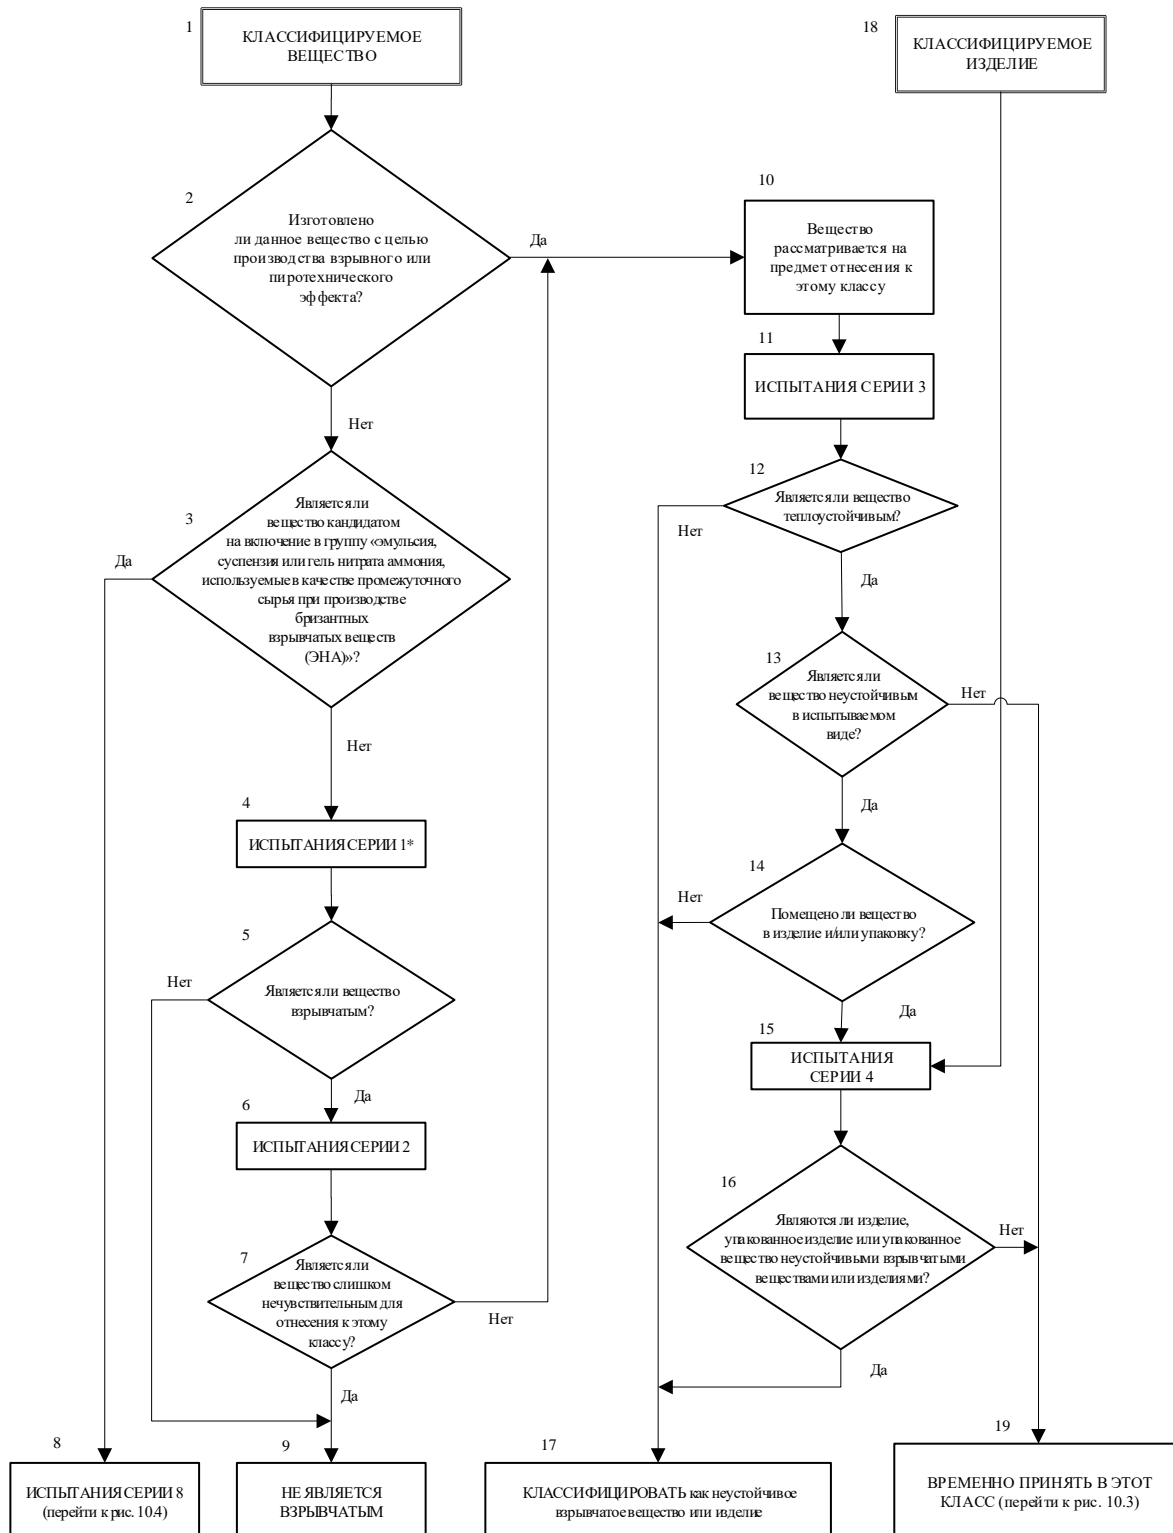 1
КЛАССИФИЦИРУЕМОЕ
ВЕЩЕСТВО
18
КЛАССИФИЦИРУЕМОЕ
ИЗДЕЛИЕ
2
Изготовлено
ли данное вещество с целью
производства взрывного или
пиротехнического
эффекта?
Да
Нет
10
Вещество
рассматривается на
предмет отнесения к
этому классу
11
ИСПЫТАНИЯ СЕРИИ 3
3
Является ли
вещество кандидатом
на включение в группу «эмульсия,
суспензия или гель нитрата аммония,
используемые в качестве промежуточного
сырья при производстве
бризантных
взрывчатых веществ
(ЭНА)»?
Да
Нет
12
Является ли вещество
теплоустойчивым?
Нет
Да
13
Является ли
вещество неустойчивым
в испытываемом
виде?
Нет
Да
4
ИСПЫТАНИЯ СЕРИИ 1*
14
Помещено ли вещество
в изделие и/или упаковку?
Нет
Да
5
Является ли вещество
взрывчатым?
Нет
Да
15
ИСПЫТАНИЯ
СЕРИИ 4
6
ИСПЫТАНИЯ СЕРИИ 2
16
Являются ли изделие,
упакованное изделие или упакованное
вещество неустойчивыми взрывчатыми
веществами или изделиями?
Нет
Да
7
Является ли
вещество слишком
нечувствительным для
отнесения к этому
классу?
Нет
Да
8
ИСПЫТАНИЯ СЕРИИ 8
(перейти к рис. 10.4)
9
НЕ ЯВЛЯЕТСЯ
ВЗРЫВЧАТЫМ
17
КЛАССИФИЦИРОВАТЬ как неустойчивое
взрывчатое вещество или изделие
19
ВРЕМЕННО ПРИНЯТЬ В ЭТОТ
КЛАСС (перейти к рис. 10.3)